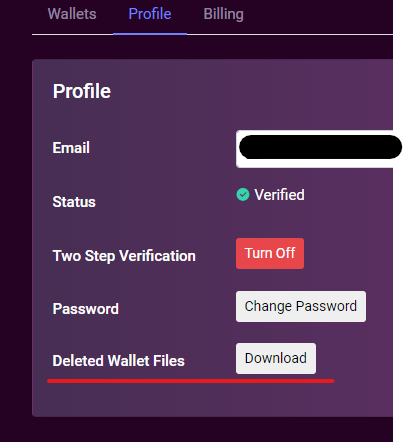 Wallets Profile Billing
Profile
Email
Status Verified
Two Step Verification Turn Off
Password Change Password
Deleted Wallet Files Download